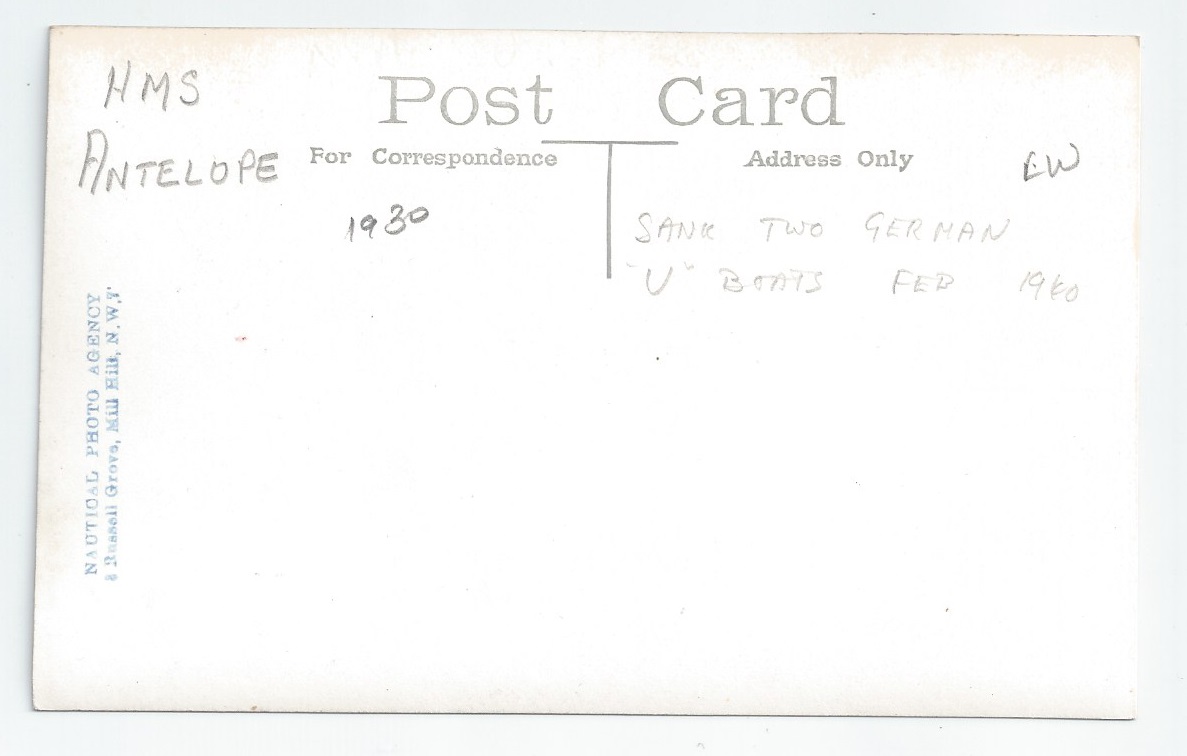 HMS
ANTELOPE
Post Card
For Correspondence
Address Only
EW
1930
SANK TWO GERMAN
"U" BOATS FEB 1940
NAUTICAL PHOTO AGENCY
8 Russell Grove, Mill Hill, N.W.7